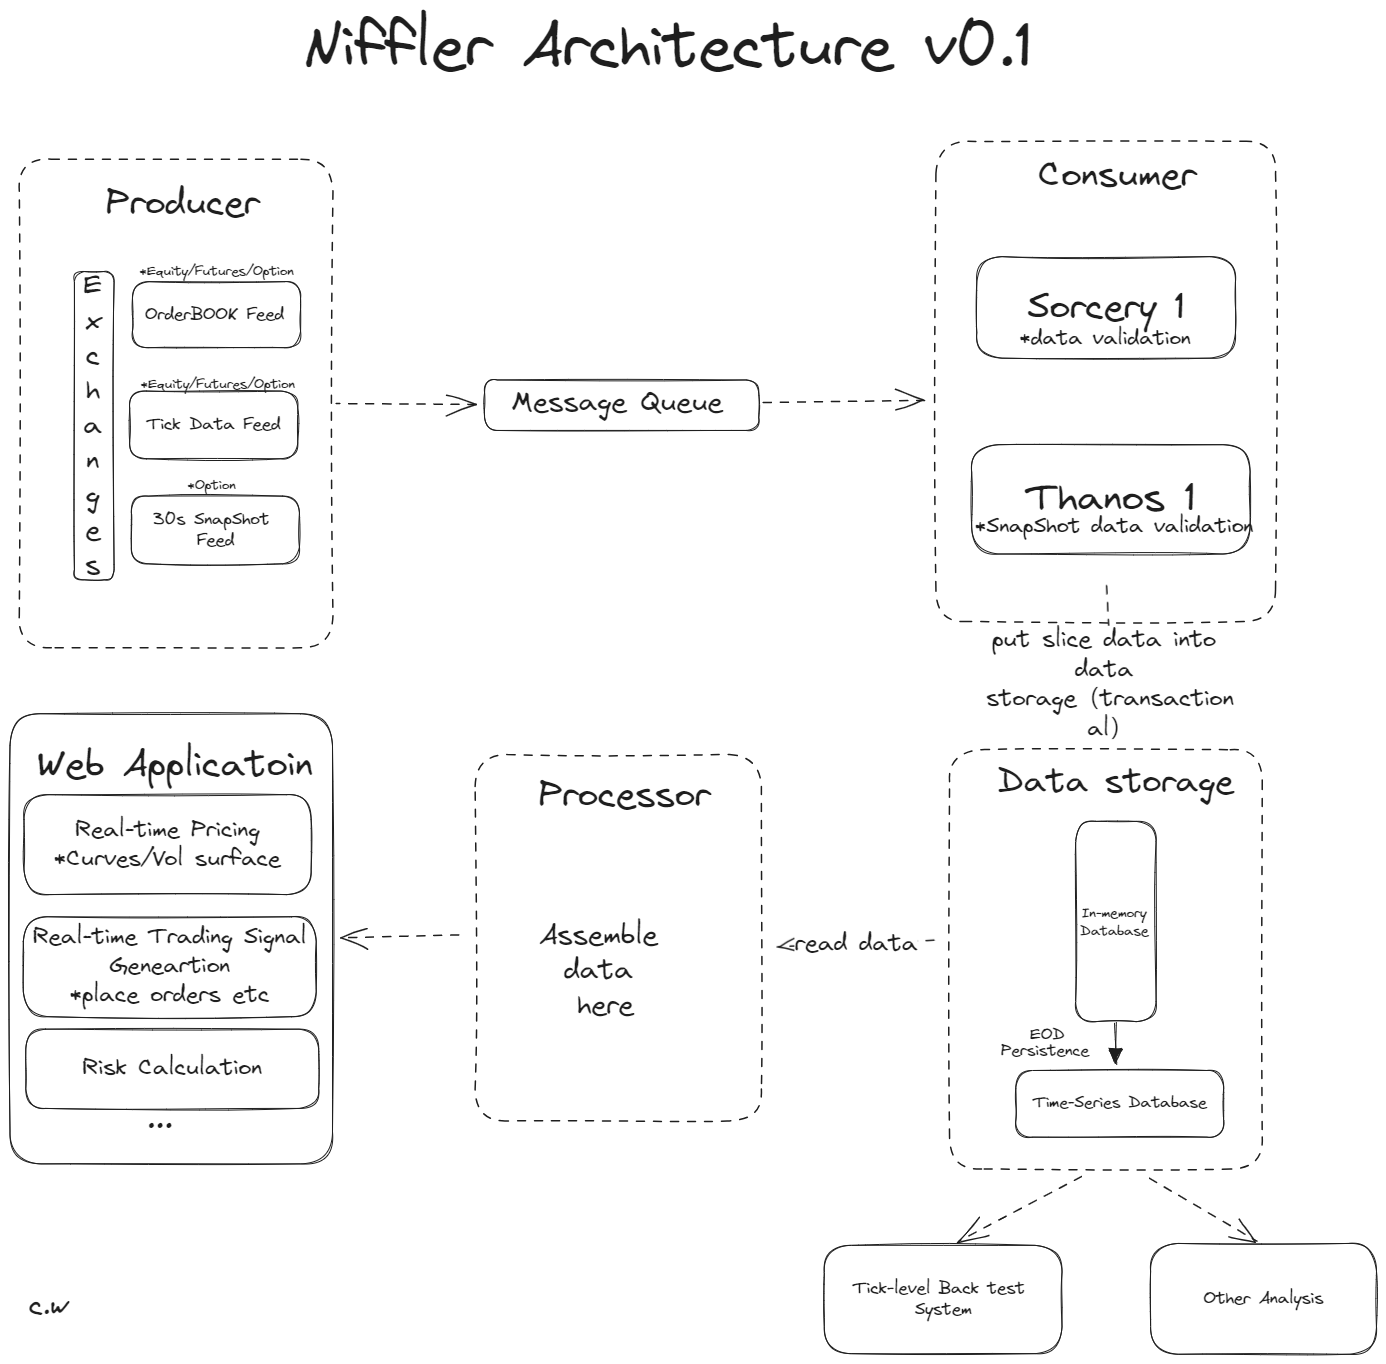 Niffler Architecture v0.1
Producer
E
x
c
h
a
n
g
e
s
*Equity/Futures/Option
OrderBOOK Feed
*Equity/Futures/Option
Tick Data Feed
*Option
30s SnapShot
Feed
Message Queue
Consumer
Sorcery 1
*data validation
Thanos 1
*SnapShot data validation
put slice data into
data
storage (transaction
al)
Data storage
In-memory
Database
EOD
Persistence
Time-Series Database
read data
Processor
Assemble
data
here
Web Applicatoin
Real-time Pricing
*Curves/Vol surface
Real-time Trading Signal
Geneartion
*place orders etc
Risk Calculation
...
Tick-level Back test
System
Other Analysis
c.w